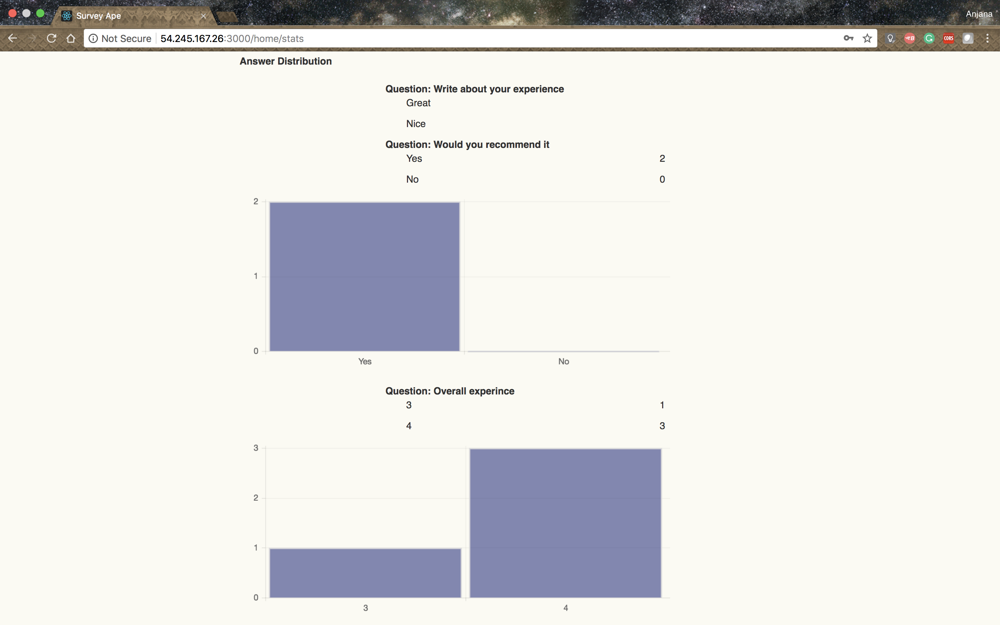 Survey Ape
Anjana
Not Secure 54.245.167.26:3000/home/stats
CORS
Answer Distribution
Question: Write about your experience
Great
Nice
Question: Would you recommend it
Yes 2
No 0
2
1
0
Yes No
Question: Overall experince
3 1
4 3
3
2
1
0
3 4